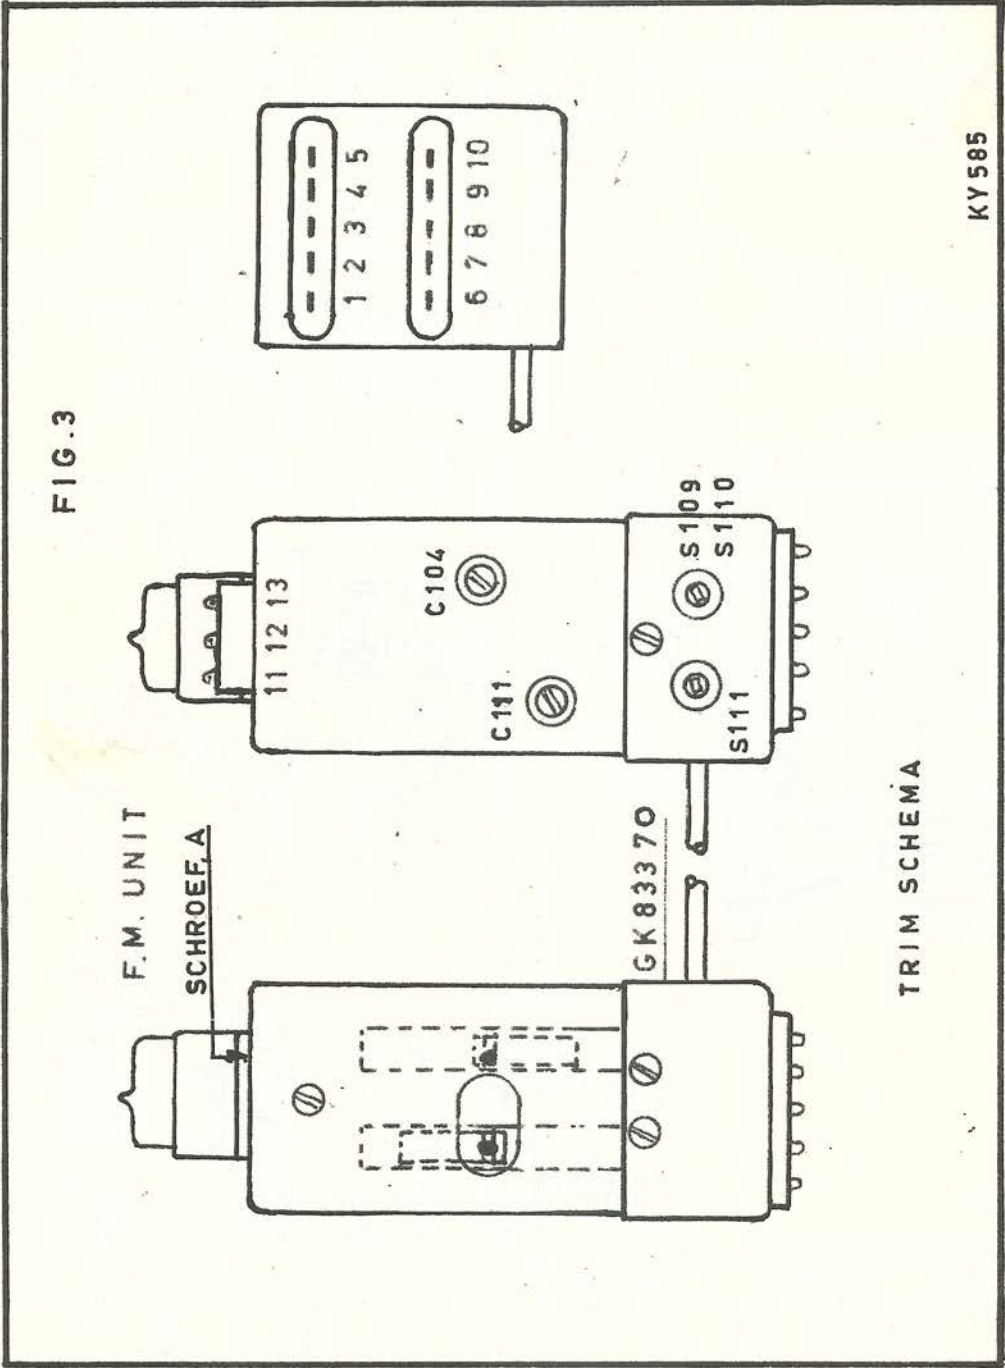 FIG.3
F.M. UNIT
SCHROEF, A
11 12 13
C104
C111
S109
S110
S111
GK83370
1 2 3 4 5
6 7 8 9 10
TRIM SCHEMA
KY585